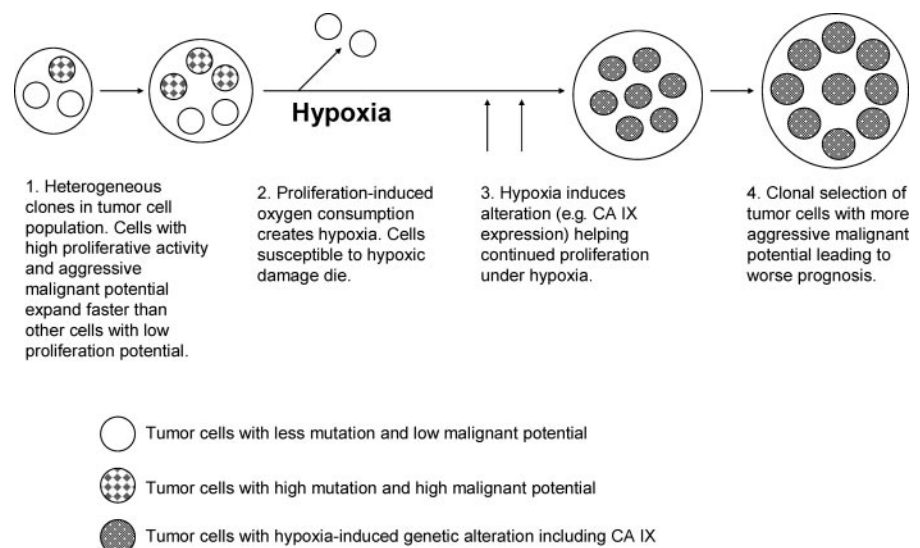 Hypoxia
1. Heterogeneous
clones in tumor cell
population. Cells with
high proliferative activity
and aggressive
malignant potential
expand faster than
other cells with low
proliferation potential.
2. Proliferation-induced
oxygen consumption
creates hypoxia. Cells
susceptible to hypoxic
damage die.
3. Hypoxia induces
alteration (e.g. CA IX
expression) helping
continued proliferation
under hypoxia.
4. Clonal selection of
tumor cells with more
aggressive malignant
potential leading to
worse prognosis.
Tumor cells with less mutation and low malignant potential
Tumor cells with high mutation and high malignant potential
Tumor cells with hypoxia-induced genetic alteration including CA IX